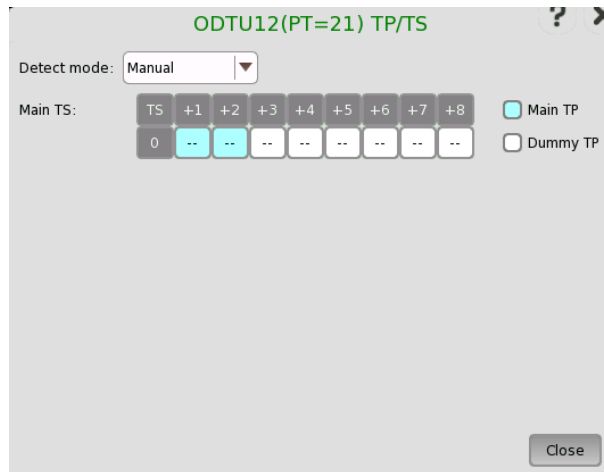 ODTU12(PT=21) TP/TS ?
Detect mode: Manual
Main TS: TS +1 +2 +3 +4 +5 +6 +7 +8 Main TP
0 -- -- -- -- -- -- -- -- Dummy TP
Close